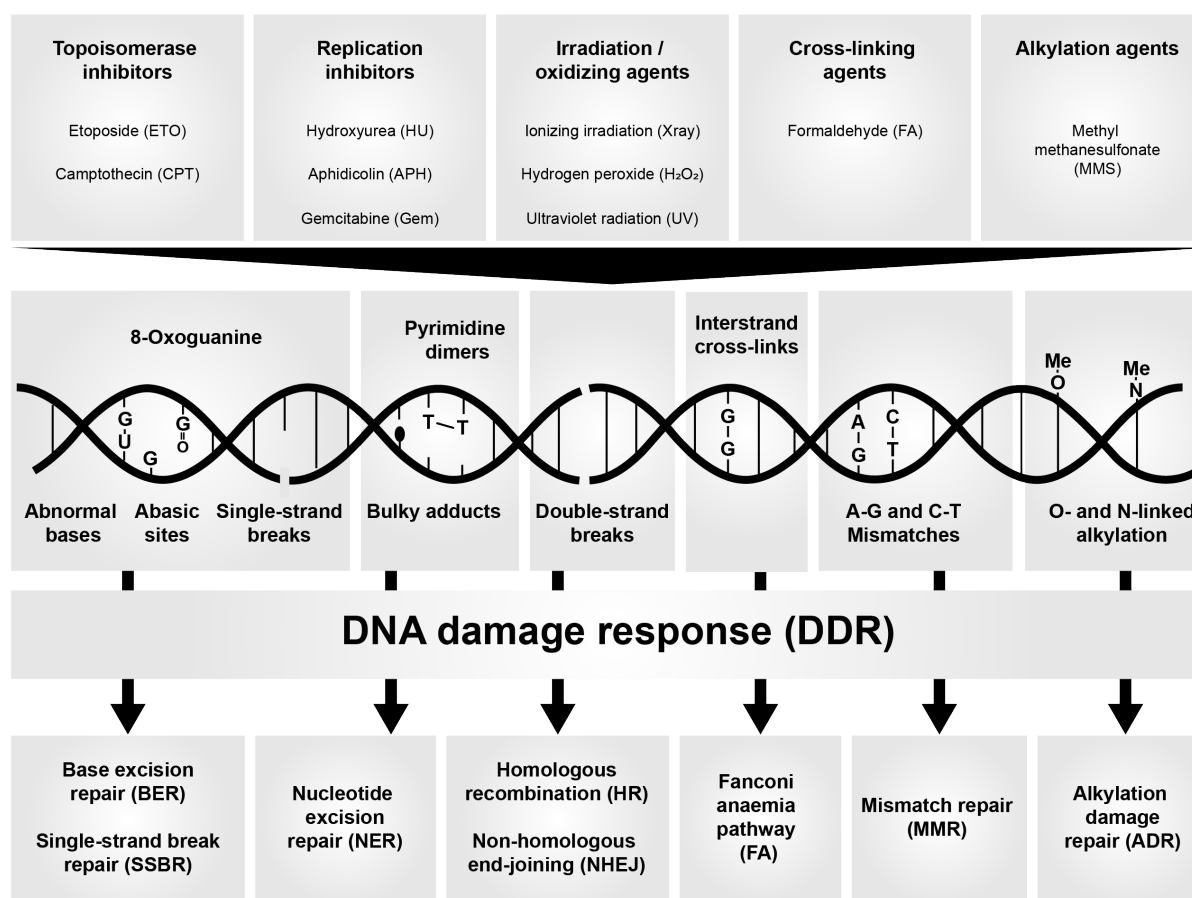 Topoisomerase
inhibitors
Etoposide (ETO)
Camptothecin (CPT)
Replication
inhibitors
Hydroxyurea (HU)
Aphidicolin (APH)
Gemcitabine (Gem)
Irradiation /
oxidizing agents
Ionizing irradiation (Xray)
Hydrogen peroxide (H₂O₂)
Ultraviolet radiation (UV)
Cross-linking
agents
Formaldehyde (FA)
Alkylation agents
Methyl
methanesulfonate
(MMS)
8-Oxoguanine
G
U
G
G
O
Abnormal
bases
Abasic
sites
Single-strand
breaks
Pyrimidine
dimers
T
T
Bulky adducts
Double-strand
breaks
Interstrand
cross-links
G
G
A
G
C
T
A-G and C-T
Mismatches
Me
O
Me
N
O- and N-linked
alkylation
DNA damage response (DDR)
Base excision
repair (BER)
Single-strand break
repair (SSBR)
Nucleotide
excision
repair (NER)
Homologous
recombination (HR)
Non-homologous
end-joining (NHEJ)
Fanconi
anaemia
pathway
(FA)
Mismatch repair
(MMR)
Alkylation
damage
repair (ADR)